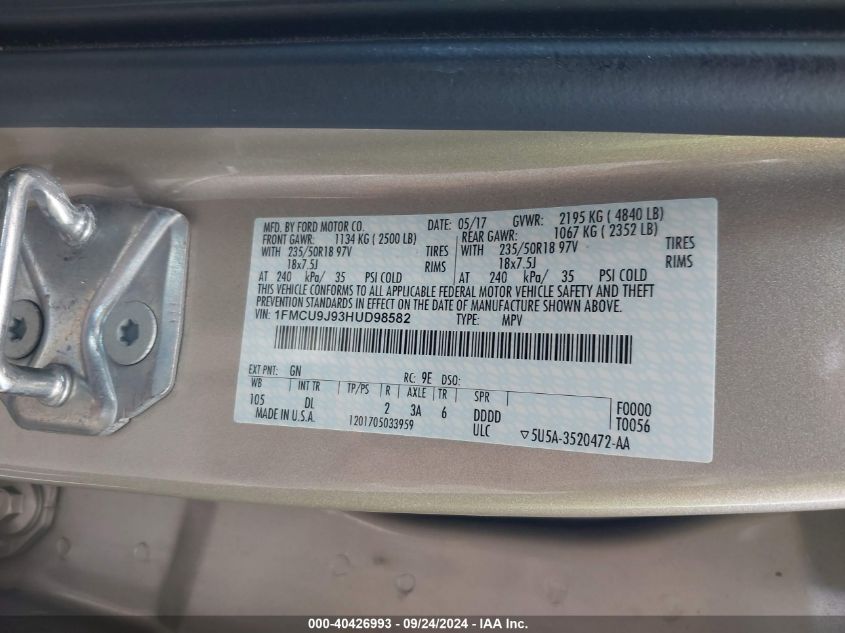 MFD. BY FORD MOTOR CO. DATE: 05/17 GVWR: 2195 KG ( 4840 LB)
FRONT GAWR: 1134 KG ( 2500 LB) REAR GAWR: 1067 KG ( 2352 LB)
WITH 235/50R18 97V TIRES WITH 235/50R18 97V TIRES
18x7.5J RIMS 18x7.5J RIMS
AT 240 kPa/ 35 PSI COLD AT 240 kPa/ 35 PSI COLD
THIS VEHICLE CONFORMS TO ALL APPLICABLE FEDERAL MOTOR VEHICLE SAFETY AND THEFT
PREVENTION STANDARDS IN EFFECT ON THE DATE OF MANUFACTURE SHOWN ABOVE.
VIN: 1FMCU9J93HUD98582 TYPE: MPV
EXT PNT: GN RC: 9E DSO:
WB INT TR TP/PS R AXLE TR SPR
105 DL 2 3A 6 DDDD F0000
MADE IN U.S.A. 1201705033959 ULC ▽5U5A-3520472-AA T0056
000-40426993 - 09/24/2024 - IAA Inc.